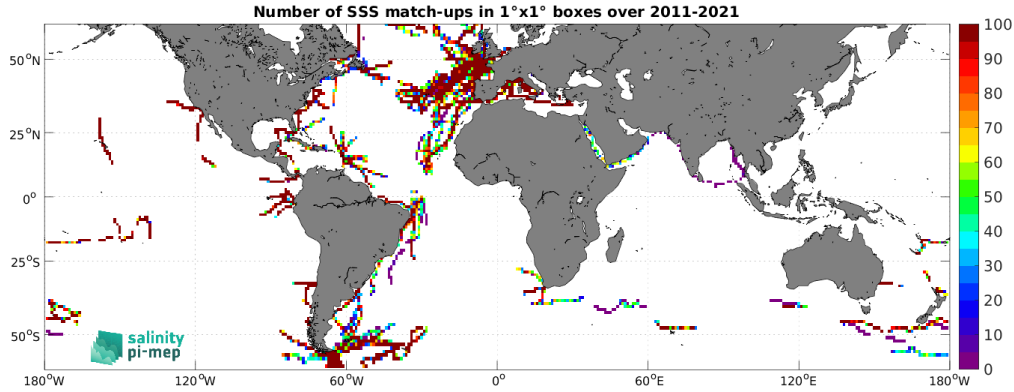 Number of SSS match-ups in 1°x1° boxes over 2011-2021
50°N
25°N
0°
25°S
50°S
180°W 120°W 60°W 0° 60°E 120°E 180°W
100
90
80
70
60
50
40
30
20
10
0
salinity
pi-mep